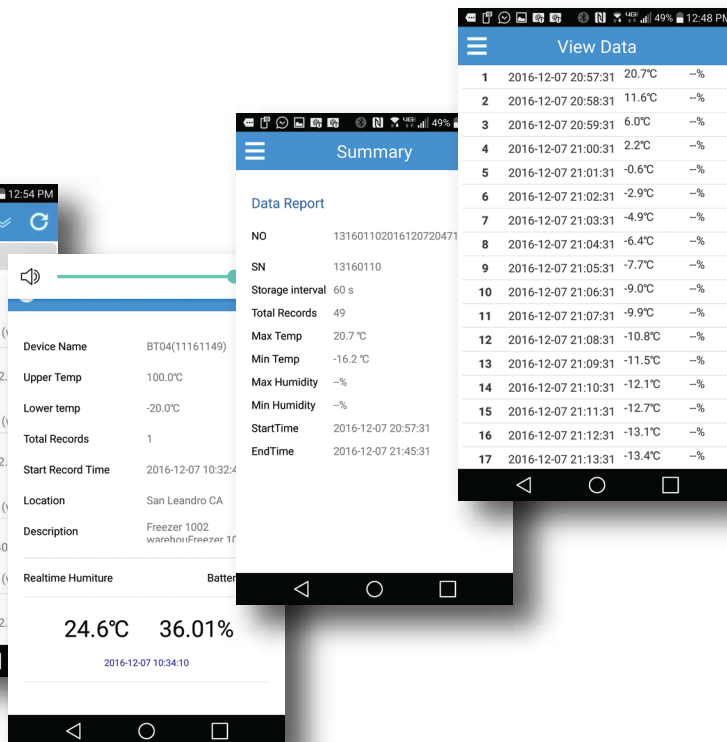 49% 12:48 PM
View Data
1 2016-12-07 20:57:31 20.7℃ --%
2 2016-12-07 20:58:31 11.6℃ --%
3 2016-12-07 20:59:31 6.0℃ --%
4 2016-12-07 21:00:31 2.2℃ --%
5 2016-12-07 21:01:31 -0.6℃ --%
6 2016-12-07 21:02:31 -2.9℃ --%
7 2016-12-07 21:03:31 -4.9℃ --%
8 2016-12-07 21:04:31 -6.4℃ --%
9 2016-12-07 21:05:31 -7.7℃ --%
10 2016-12-07 21:06:31 -9.0℃ --%
11 2016-12-07 21:07:31 -9.9℃ --%
12 2016-12-07 21:08:31 -10.8℃ --%
13 2016-12-07 21:09:31 -11.5℃ --%
14 2016-12-07 21:10:31 -12.1℃ --%
15 2016-12-07 21:11:31 -12.7℃ --%
16 2016-12-07 21:12:31 -13.1℃ --%
17 2016-12-07 21:13:31 -13.4℃ --%
49%
Summary
Data Report
NO 131601102016120720471
SN 13160110
Storage interval 60 s
Total Records 49
Max Temp 20.7 ℃
Min Temp -16.2 ℃
Max Humidity --%
Min Humidity --%
StartTime 2016-12-07 20:57:31
EndTime 2016-12-07 21:45:31
12:54 PM
Device Name BT04(11161149)
Upper Temp 100.0℃
Lower temp -20.0℃
Total Records 1
Start Record Time 2016-12-07 10:32:4
Location San Leandro CA
Description Freezer 1002
warehouFreezer 10
Realtime Humiture Batter
24.6℃ 36.01%
2016-12-07 10:34:10